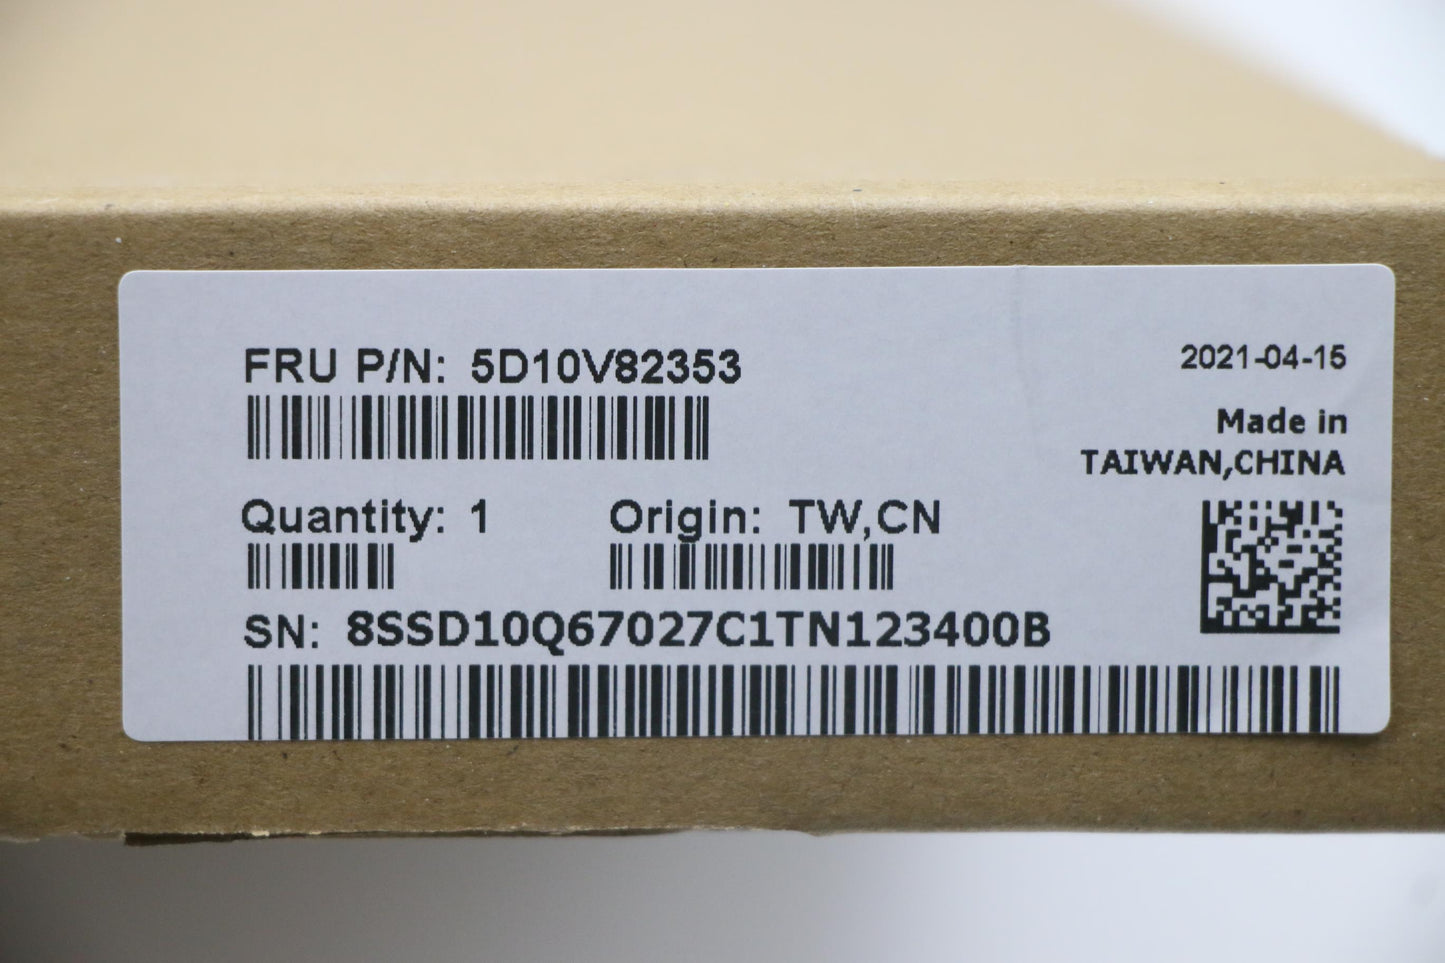 FRU P/N: 5D10V82353
2021-04-15
Made in
TAIWAN,CHINA
Quantity: 1
Origin: TW,CN
SN: 8SSD10Q67027C1TN123400B